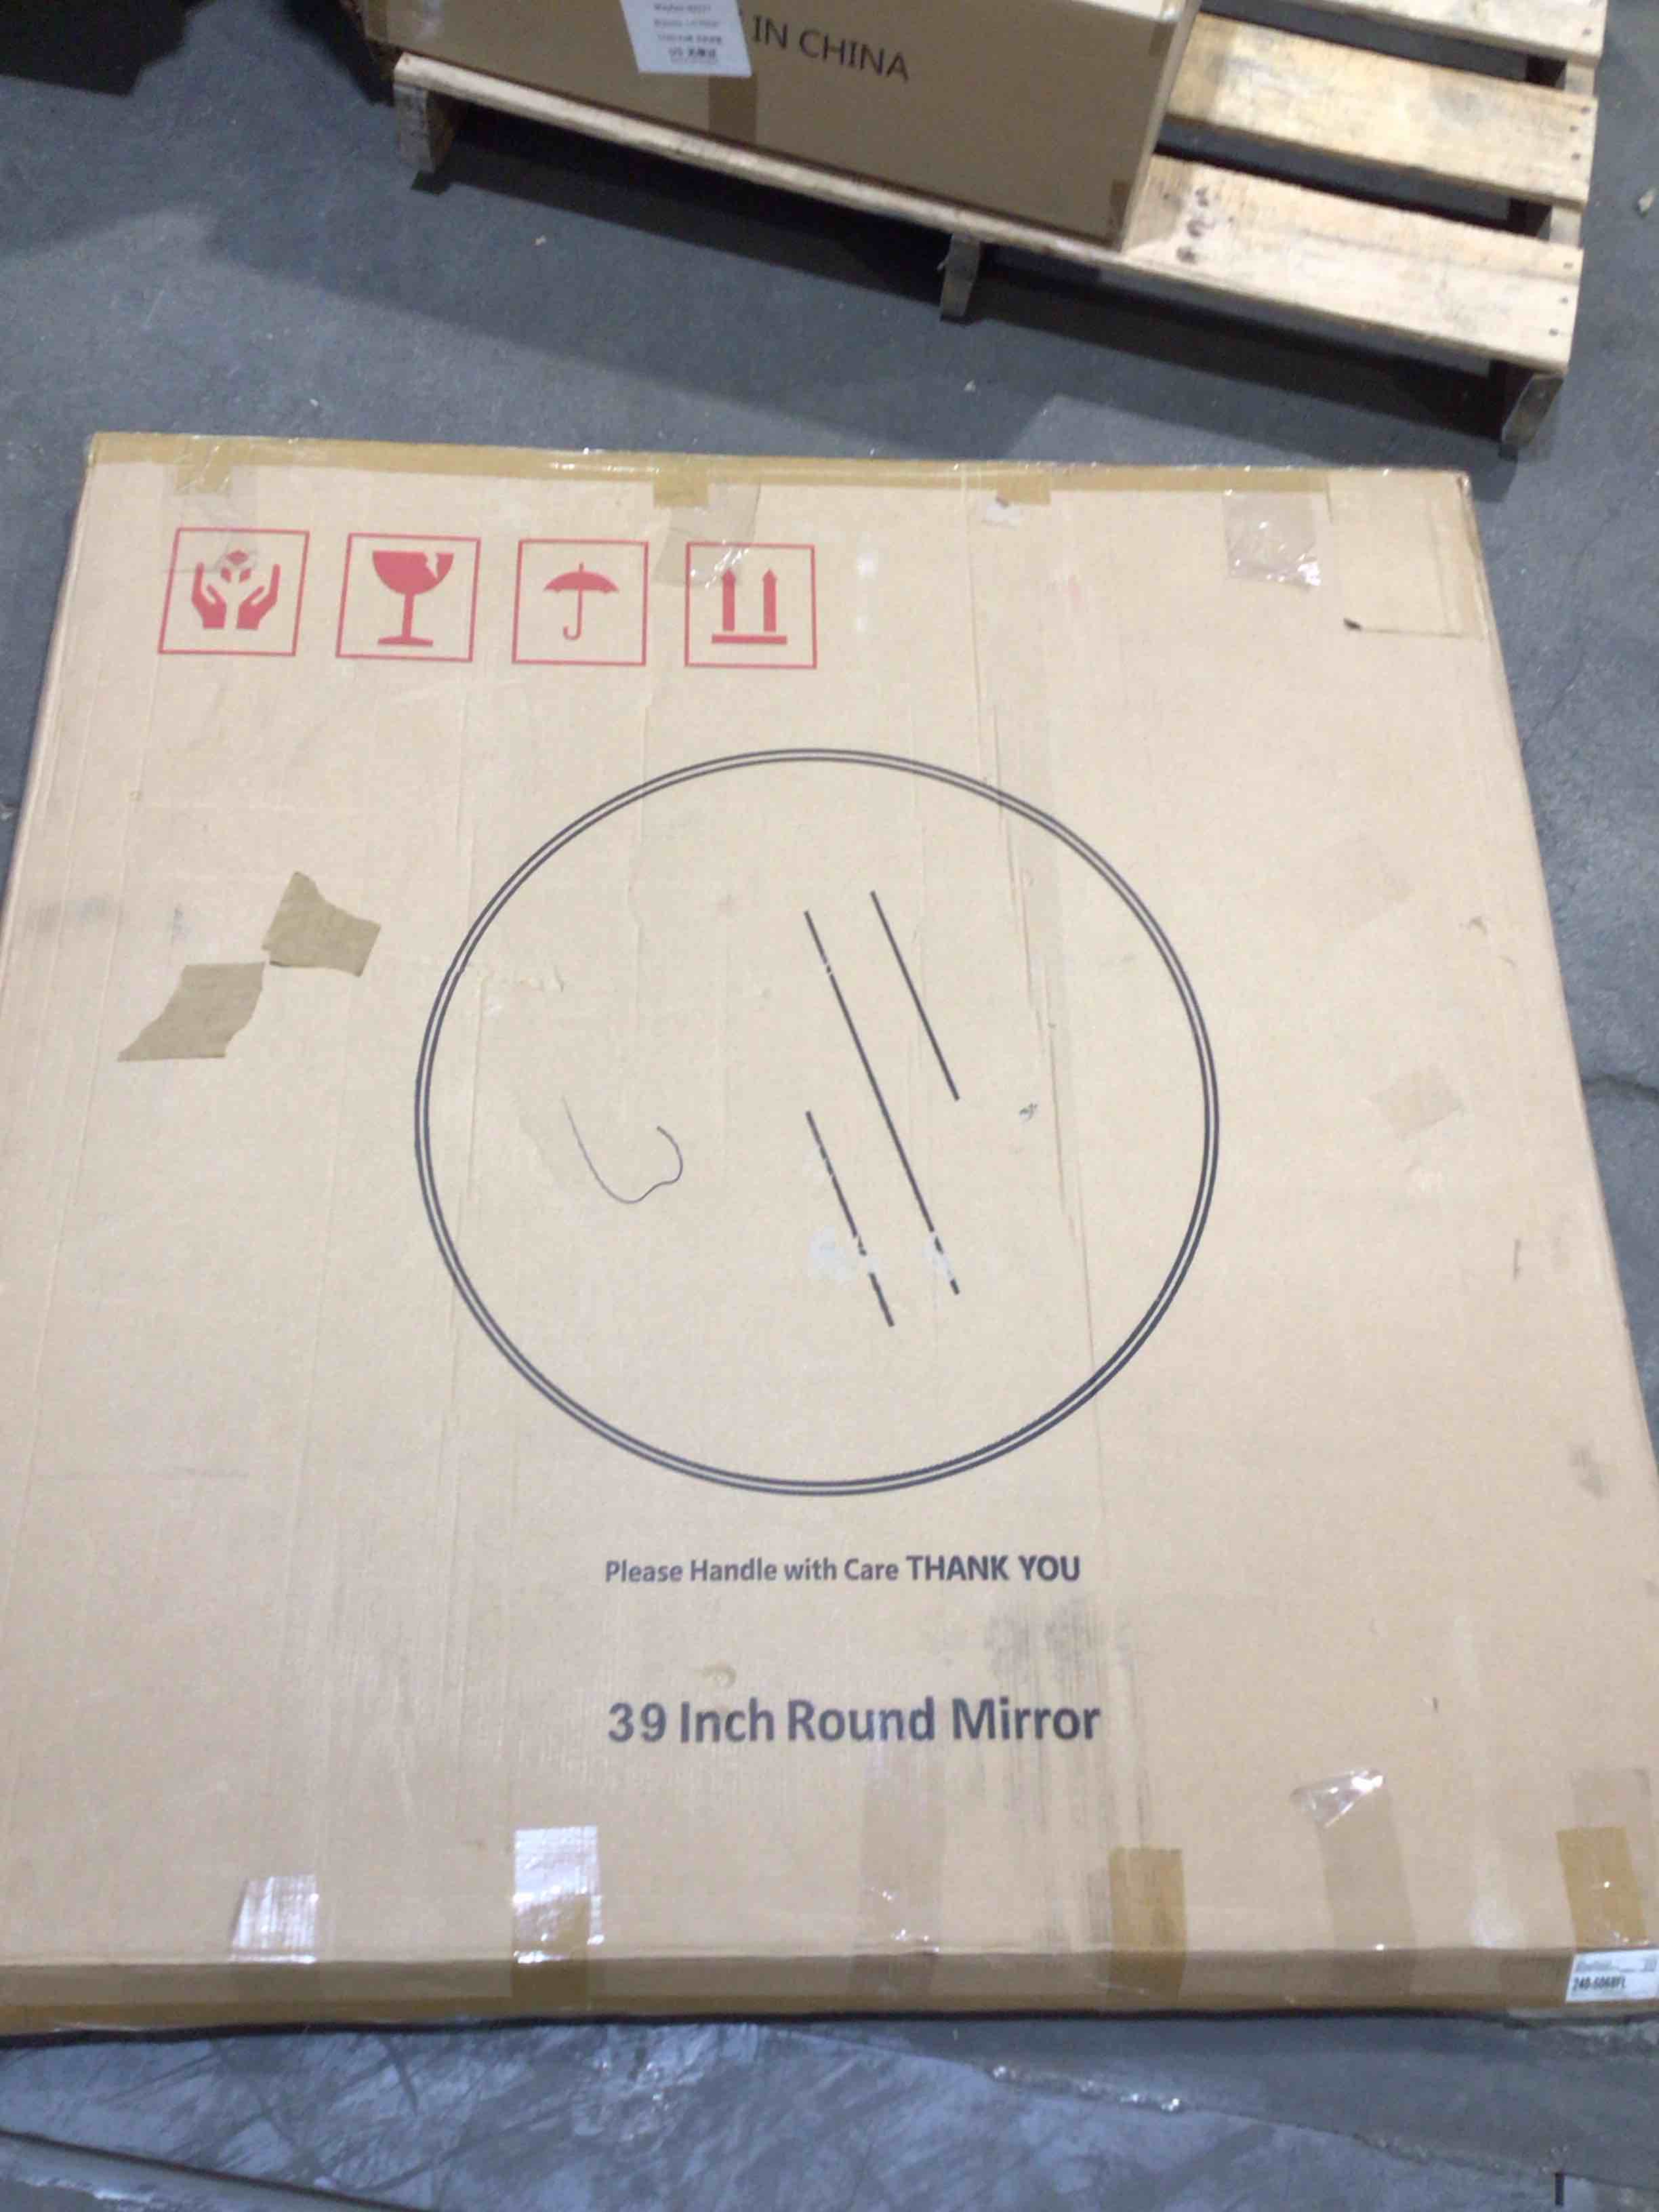 IN CHINA
Please Handle with Care THANK YOU
39 Inch Round Mirror